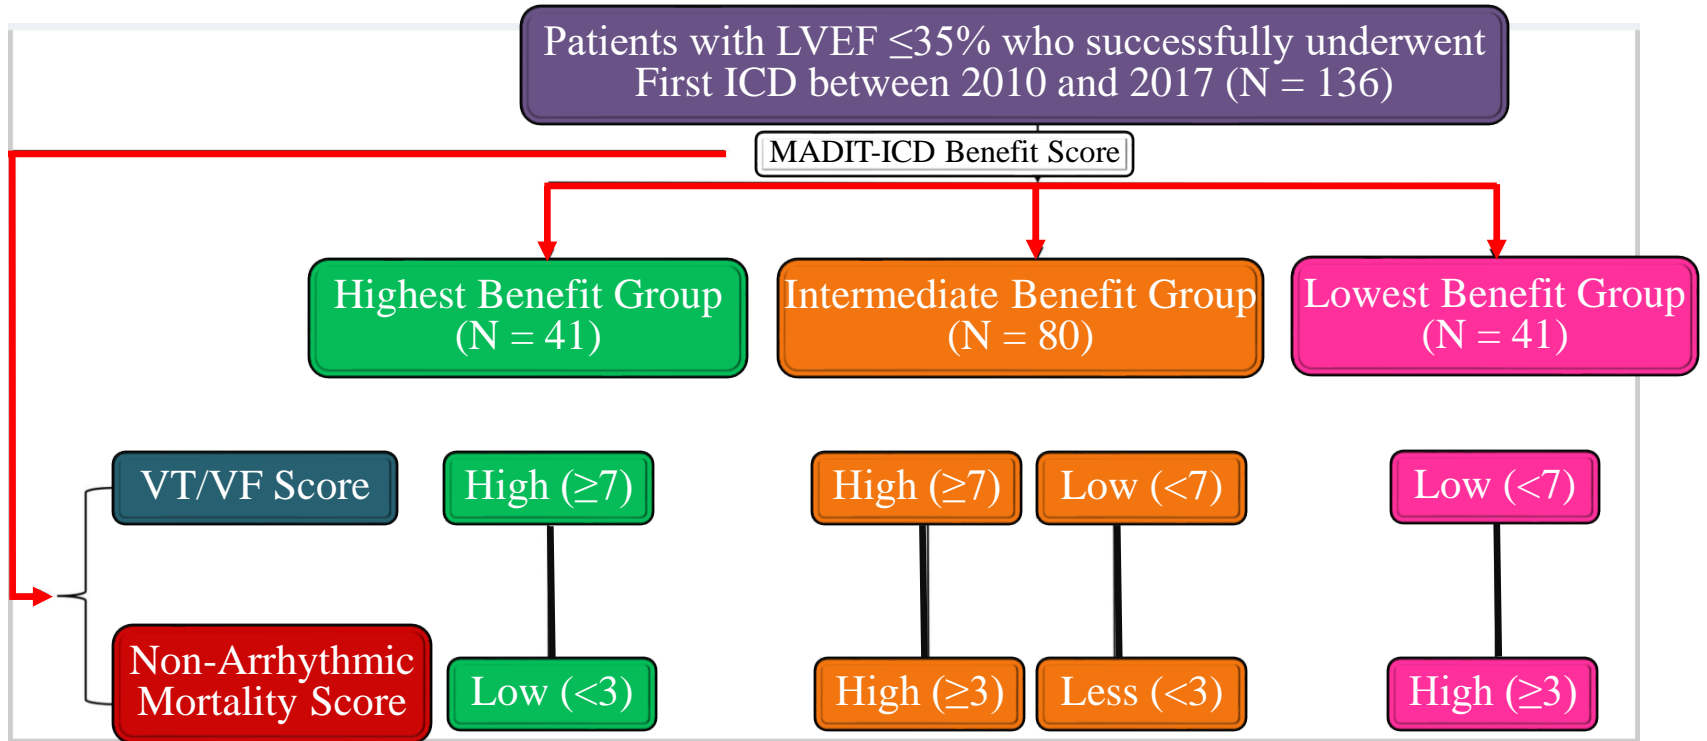 Patients with LVEF ≤35% who successfully underwent
First ICD between 2010 and 2017 (N = 136)
MADIT-ICD Benefit Score
Highest Benefit Group
(N = 41)
Intermediate Benefit Group
(N = 80)
Lowest Benefit Group
(N = 41)
VT/VF Score
High (≥7)
High (≥7)
Low (<7)
Low (<7)
Non-Arrhythmic
Mortality Score
Low (<3)
High (≥3)
Less (<3)
High (≥3)